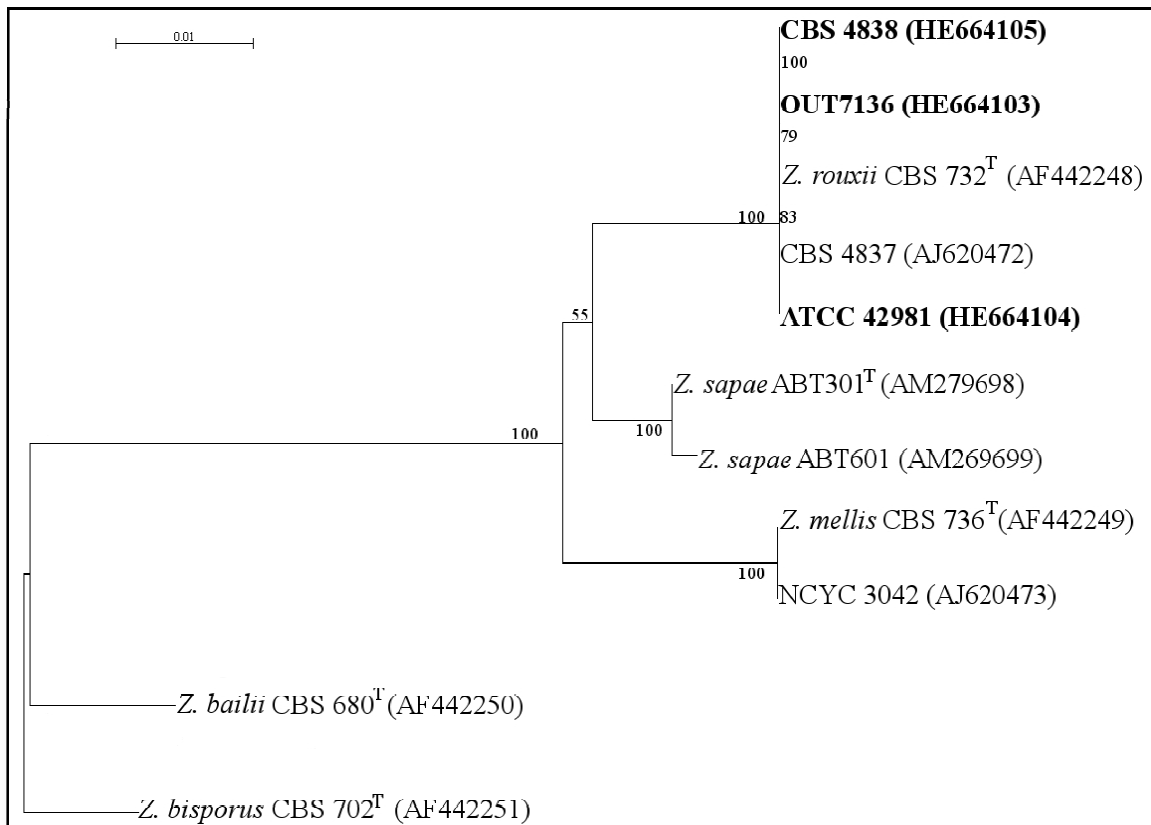 0.01
CBS 4838 (HE664105)
100
OUT7136 (HE664103)
79
Z. rouxii CBS 732T (AF442248)
100 83
CBS 4837 (AJ620472)
ATCC 42981 (HE664104)
55
Z. sapae ABT301T (AM279698)
100
Z. sapae ABT601 (AM269699)
100
Z. mellis CBS 736T (AF442249)
100
NCYC 3042 (AJ620473)
Z. bailii CBS 680T (AF442250)
Z. bisporus CBS 702T (AF442251)